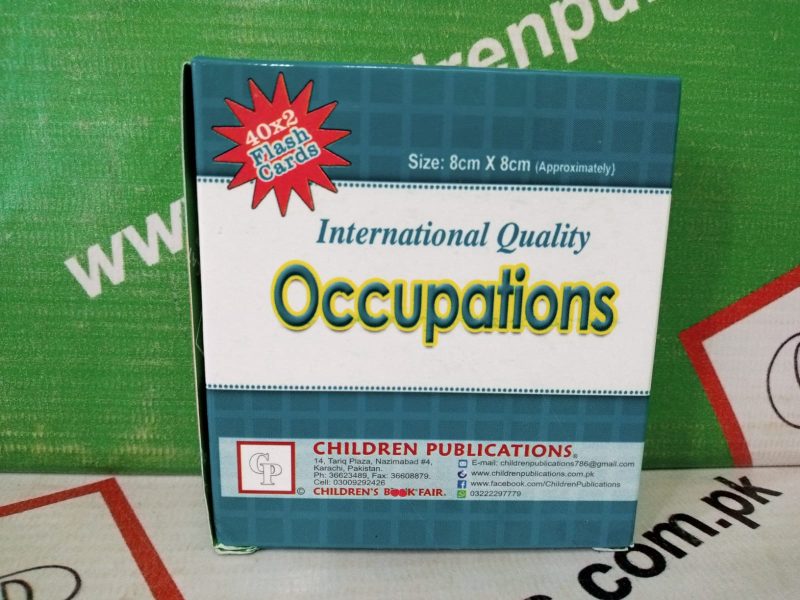 www.childrenpu
40x2
Flash
Cards
Size: 8cm X 8cm (Approximately)
International Quality
Occupations
CP
CHILDREN PUBLICATIONS®
14, Tariq Plaza, Nazimabad #4,
Karachi, Pakistan.
Ph: 36623489, Fax: 36608879.
Cell: 03009292426
© CHILDREN'S BOOK FAIR.
E-mail: childrenpublications786@gmail.com
www.childrenpublications.com.pk
www.facebook.com/ChildrenPublications
03222297779
s.com.pk